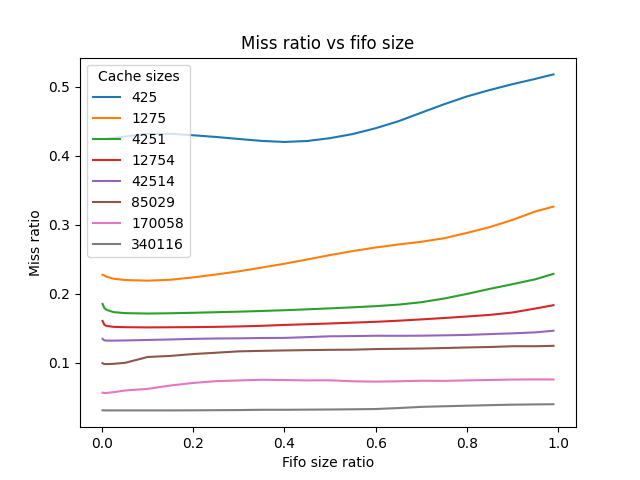 Miss ratio vs fifo size
Cache sizes
425
1275
4251
12754
42514
85029
170058
340116
0.5
0.4
0.3
0.2
0.1
Miss ratio
0.0 0.2 0.4 0.6 0.8 1.0
Fifo size ratio